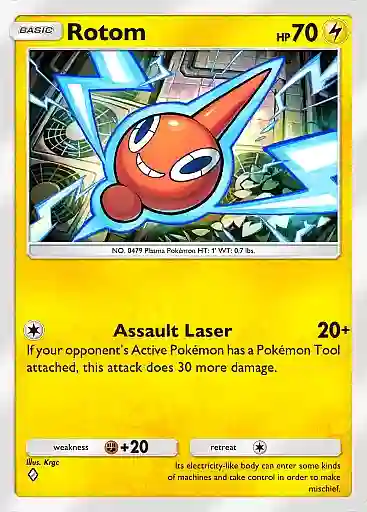 BASIC Rotom HP 70
NO. 0479 Plasma Pokémon HT: 1' WT: 0.7 lbs.
Assault Laser 20+
If your opponent's Active Pokémon has a Pokémon Tool
attached, this attack does 30 more damage.
weakness +20 retreat
Illus. Krgc
Its electricity-like body can enter some kinds
of machines and take control in order to make
mischief.